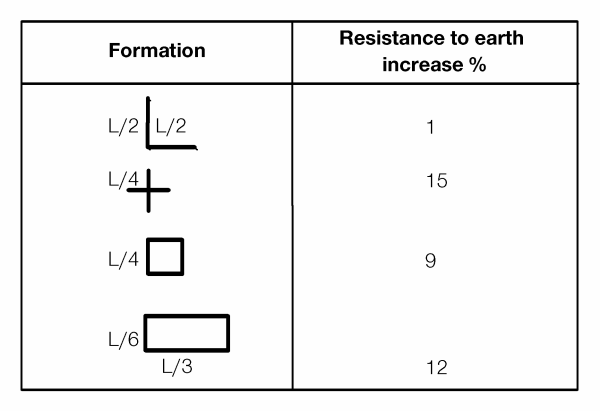 Formation
Resistance to earth
increase %
L/2 L/2
1
L/4
15
L/4
9
L/6
L/3
12